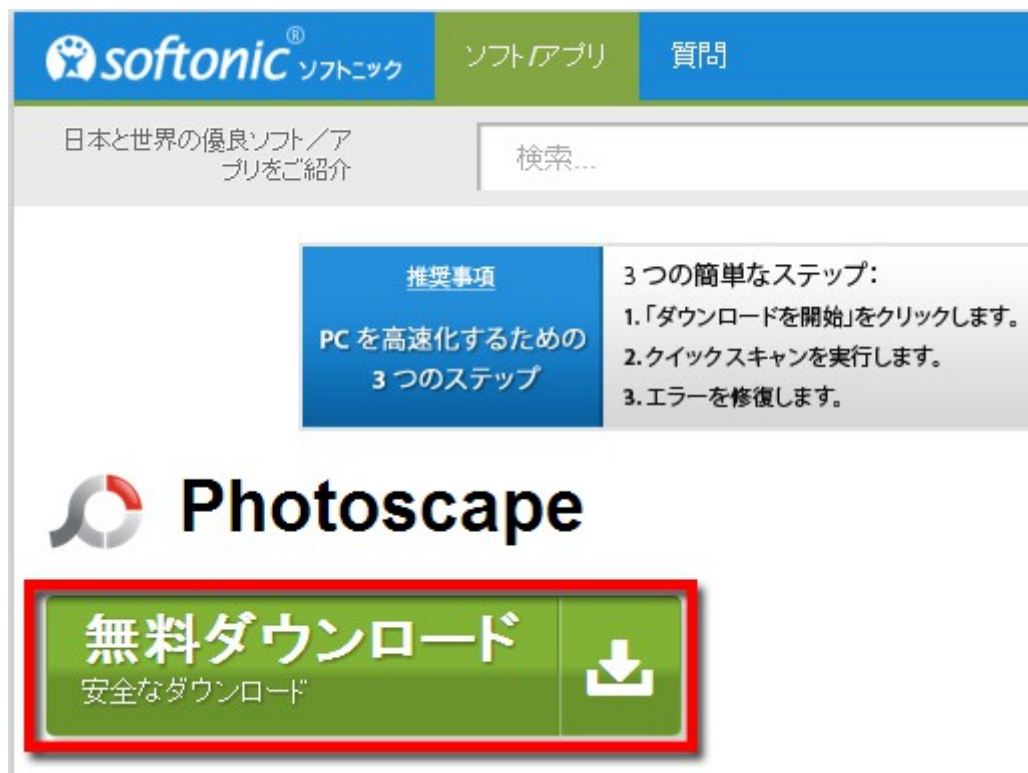 softonic® ソフトニック
ソフト/アプリ
質問
日本と世界の優良ソフト／ア
プリをご紹介
検索...
推奨事項
PC を高速化するための
3 つのステップ
3 つの簡単なステップ：
1.「ダウンロードを開始」をクリックします。
2.クイックスキャンを実行します。
3.エラーを修復します。
Photoscape
無料ダウンロード
安全なダウンロード